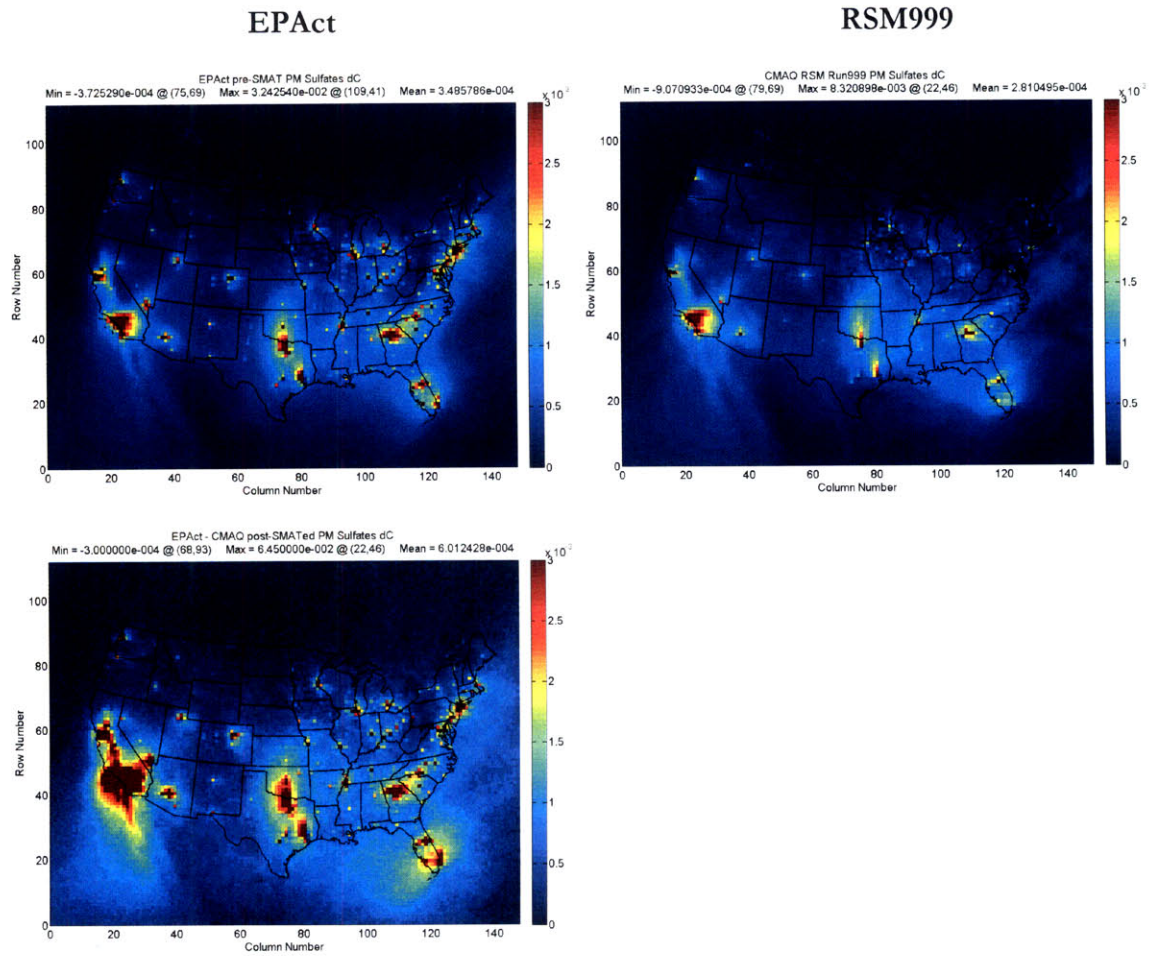 EPAct
RSM999
EPAct pre-SMAT PM Sulfates dC
Min = -3.725290e-004 @ (75,69) Max = 3.242540e-002 @ (109,41) Mean = 3.485786e-004
x 10
3
2.5
2
1.5
1
0.5
0
100
80
60
40
20
0
Row Number
0 20 40 60 80 100 120 140
Column Number
CMAQ RSM Run999 PM Sulfates dC
Min = -9.070933e-004 @ (79,69) Max = 8.320898e-003 @ (22,46) Mean = 2.810495e-004
x 10
3
2.5
2
1.5
1
0.5
0
100
80
60
40
20
0
Row Number
0 20 40 60 80 100 120 140
Column Number
EPAct - CMAQ post-SMATed PM Sulfates dC
Min = -3.000000e-004 @ (68,93) Max = 6.450000e-002 @ (22,46) Mean = 6.012428e-004
x 10
3
2.5
2
1.5
1
0.5
0
100
80
60
40
20
0
Row Number
0 20 40 60 80 100 120 140
Column Number